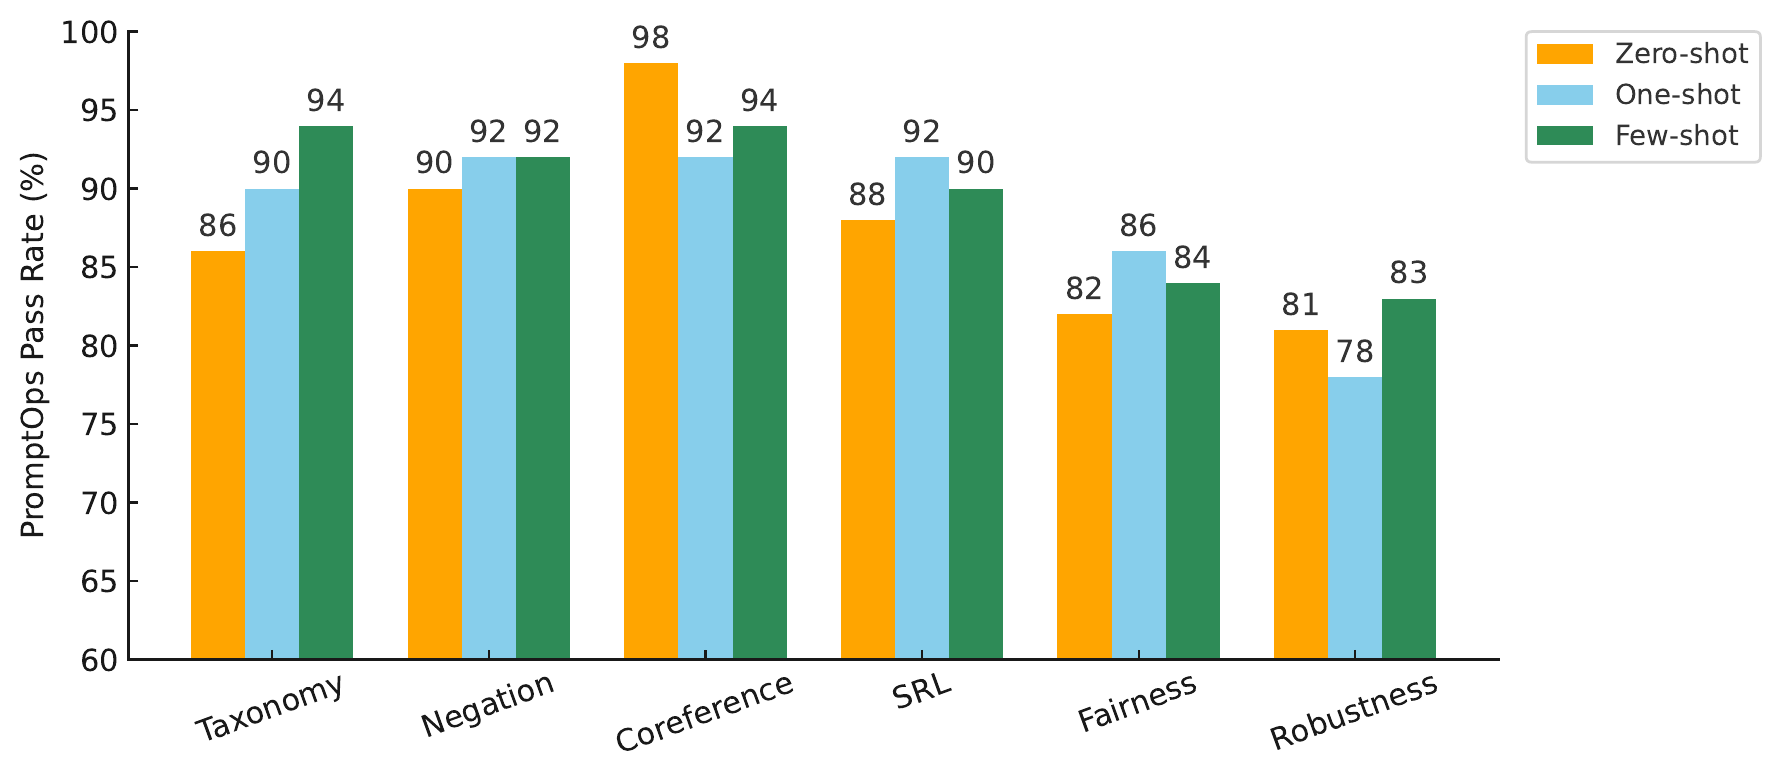 PromptOps Pass Rate (%)
100
95
90
85
80
75
70
65
60
86
90
94
90
92
92
98
92
94
88
92
90
82
86
84
81
78
83
Taxonomy
Negation
Coreference
SRL
Fairness
Robustness
Zero-shot
One-shot
Few-shot